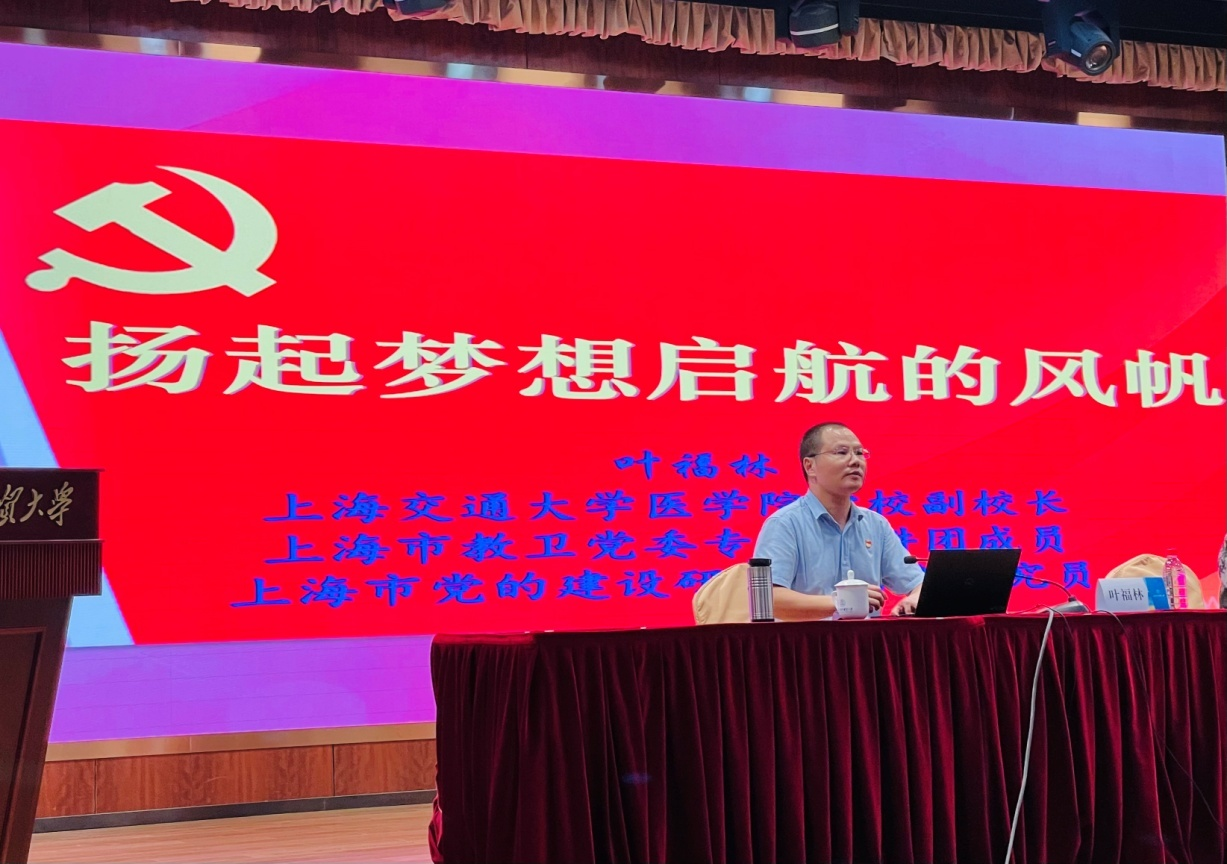 扬起梦想启航的风帆
叶福林
上海交通大学医学院 校副校长
上海市教卫党委专 团成员
上海市党的建设研 究员
大学
叶福林